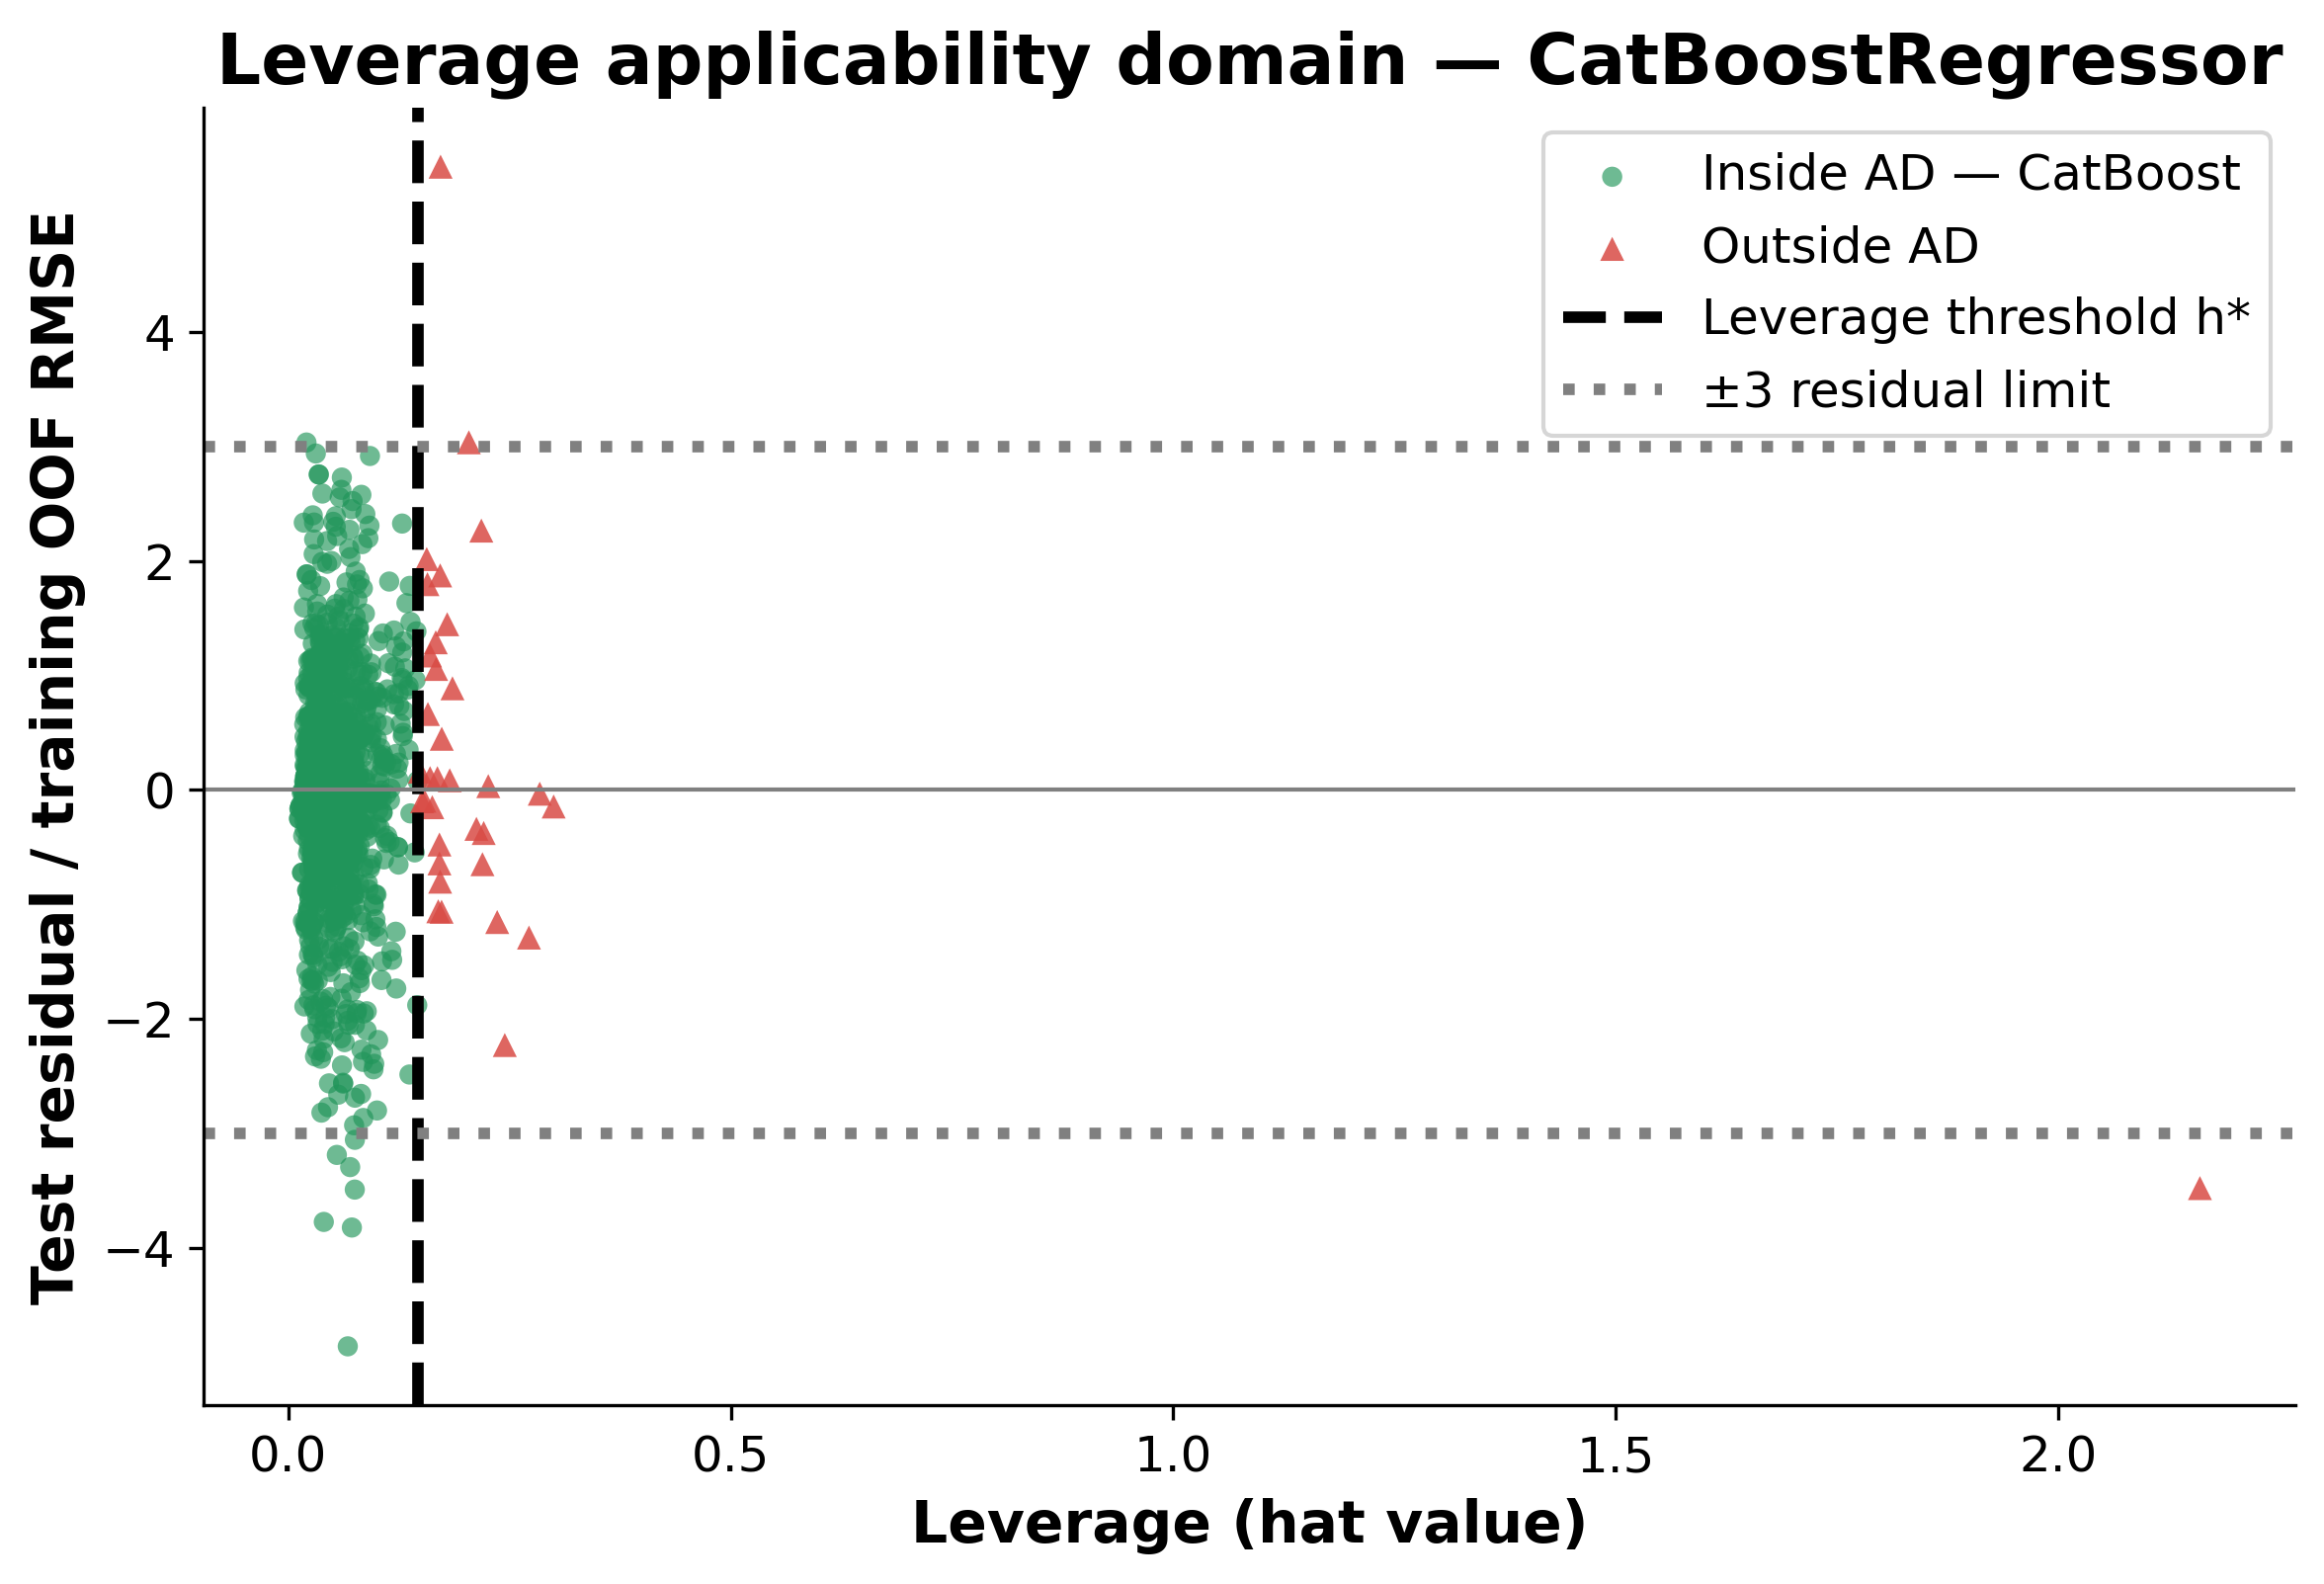 Leverage applicability domain — CatBoostRegressor
Inside AD — CatBoost
Outside AD
Leverage threshold h*
±3 residual limit
Test residual / training OOF RMSE
4
2
0
−2
−4
0.0
0.5
1.0
1.5
2.0
Leverage (hat value)